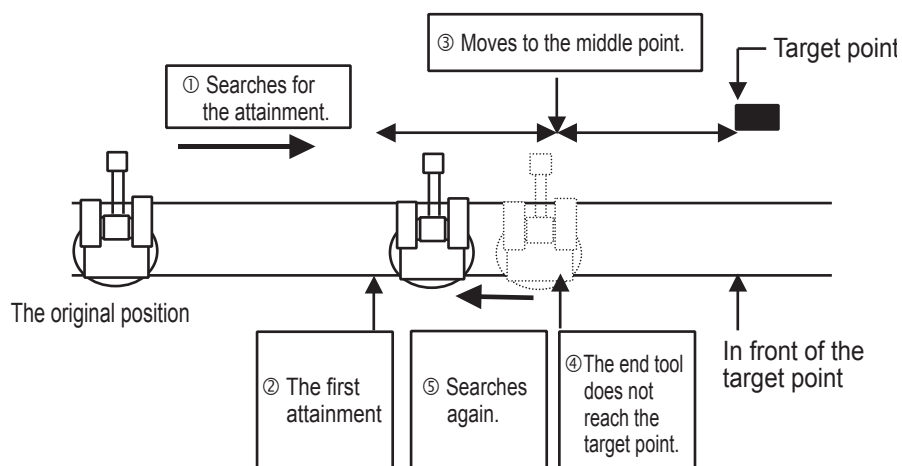 ③ Moves to the middle point.
Target point
① Searches for
the attainment.
The original position
② The first
attainment
⑤ Searches
again.
④The end tool
does not
reach the
target point.
In front of the
target point